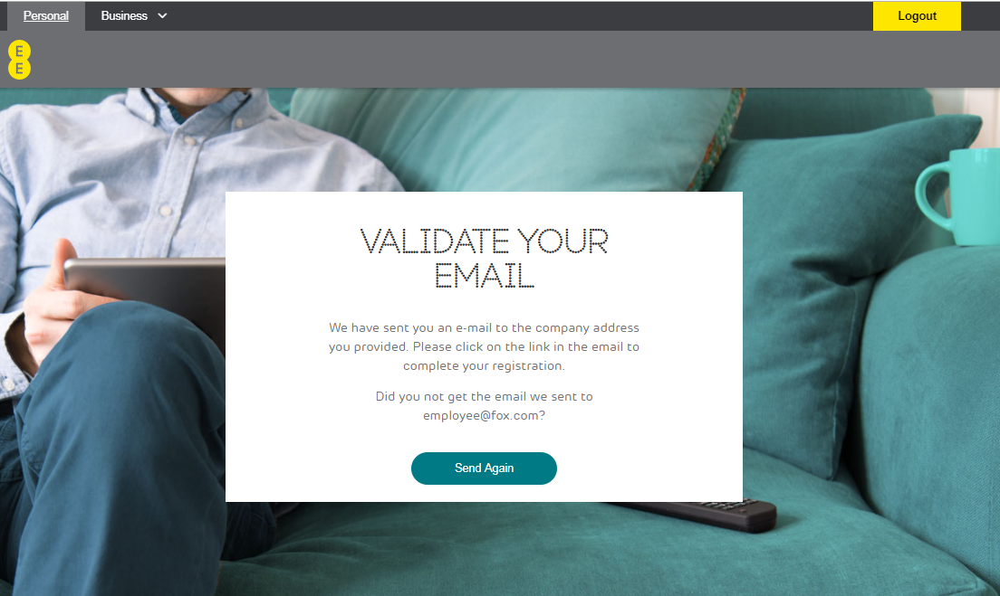 Personal
Business
Logout
E
E
VALIDATE YOUR
EMAIL
We have sent you an e-mail to the company address
you provided. Please click on the link in the email to
complete your registration.
Did you not get the email we sent to
employee@fox.com?
Send Again